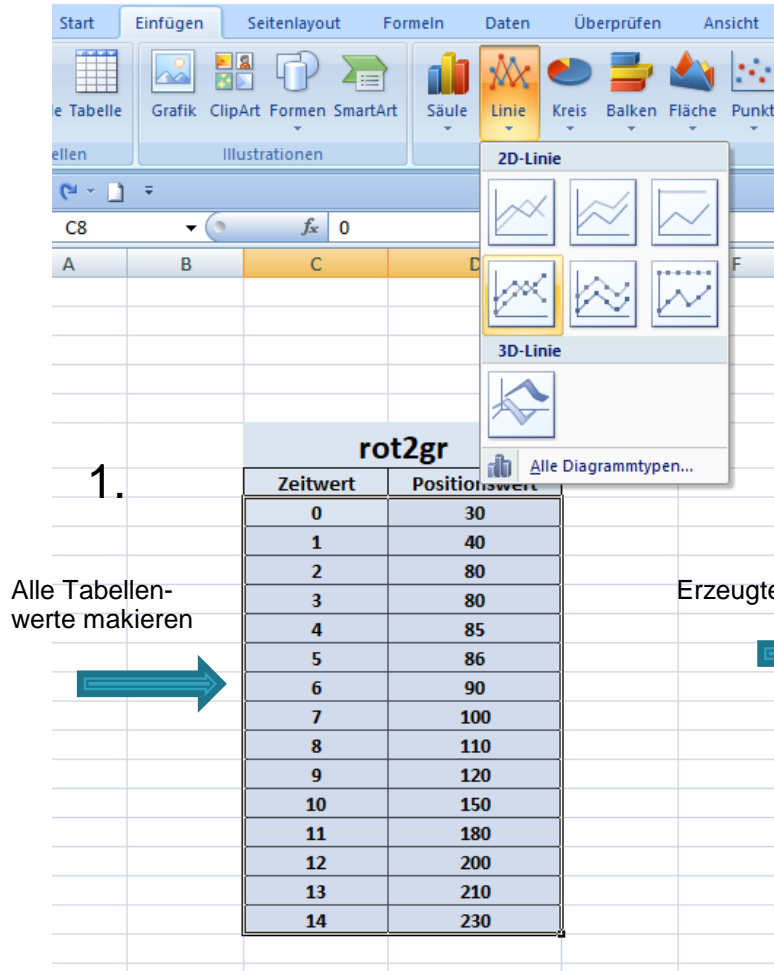 Start Einfügen Seitenlayout Formeln Daten Überprüfen Ansicht
Tabelle Grafik ClipArt Formen SmartArt Säule Linie Kreis Balken Fläche Punkt
Illustrationen
2D-Linie
C8 fx 0
A B C D F
3D-Linie
Alle Diagrammtypen...
rot2gr
1.
Zeitwert Positionswert
0 30
1 40
2 80
Alle Tabellen-
werte makieren
3 80
4 85
5 86
6 90
7 100
8 110
9 120
10 150
11 180
12 200
13 210
14 230
Erzeugte